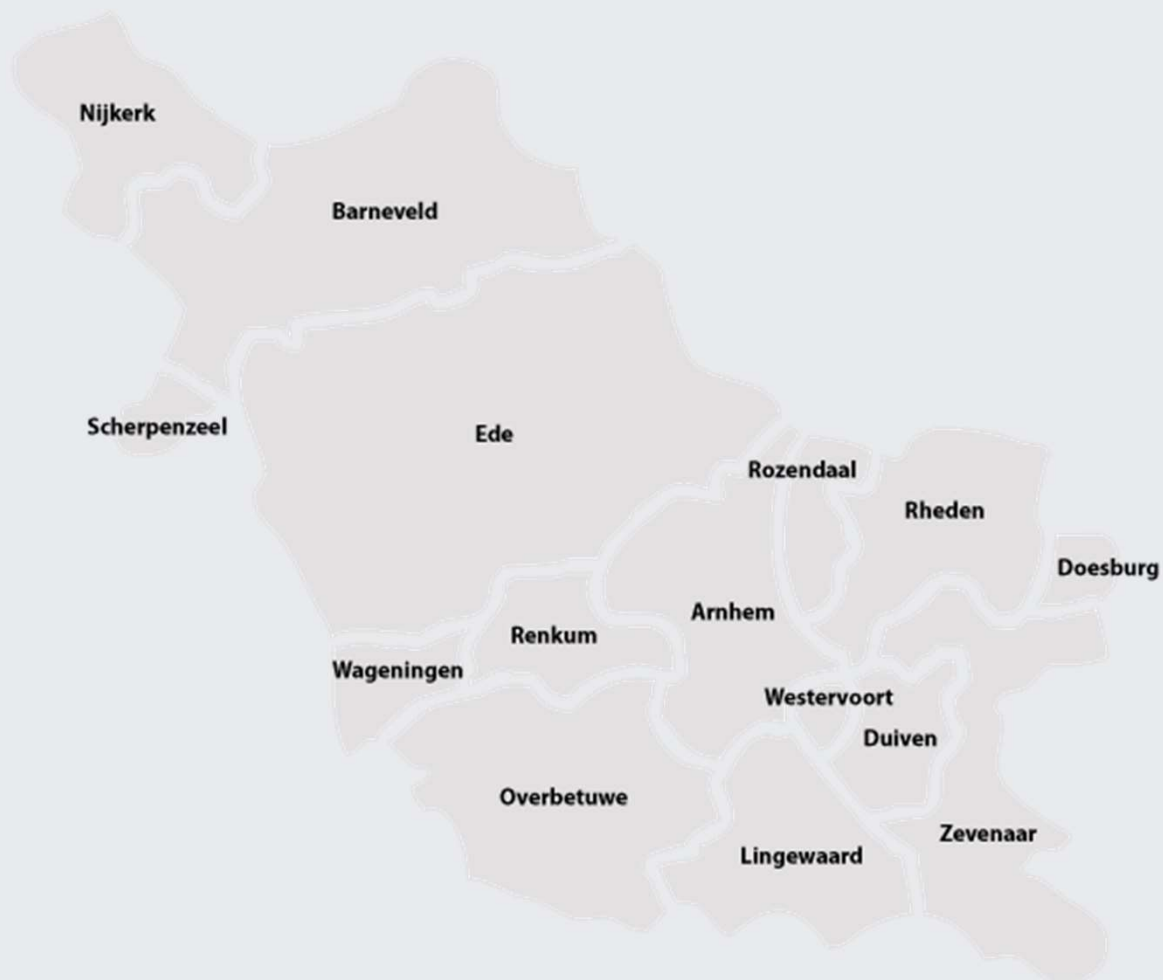 Nijkerk
Barneveld
Scherpenzeel
Ede
Rozendaal
Rheden
Doesburg
Arnhem
Renkum
Wageningen
Westervoort
Duiven
Overbetuwe
Zevenaar
Lingewaard